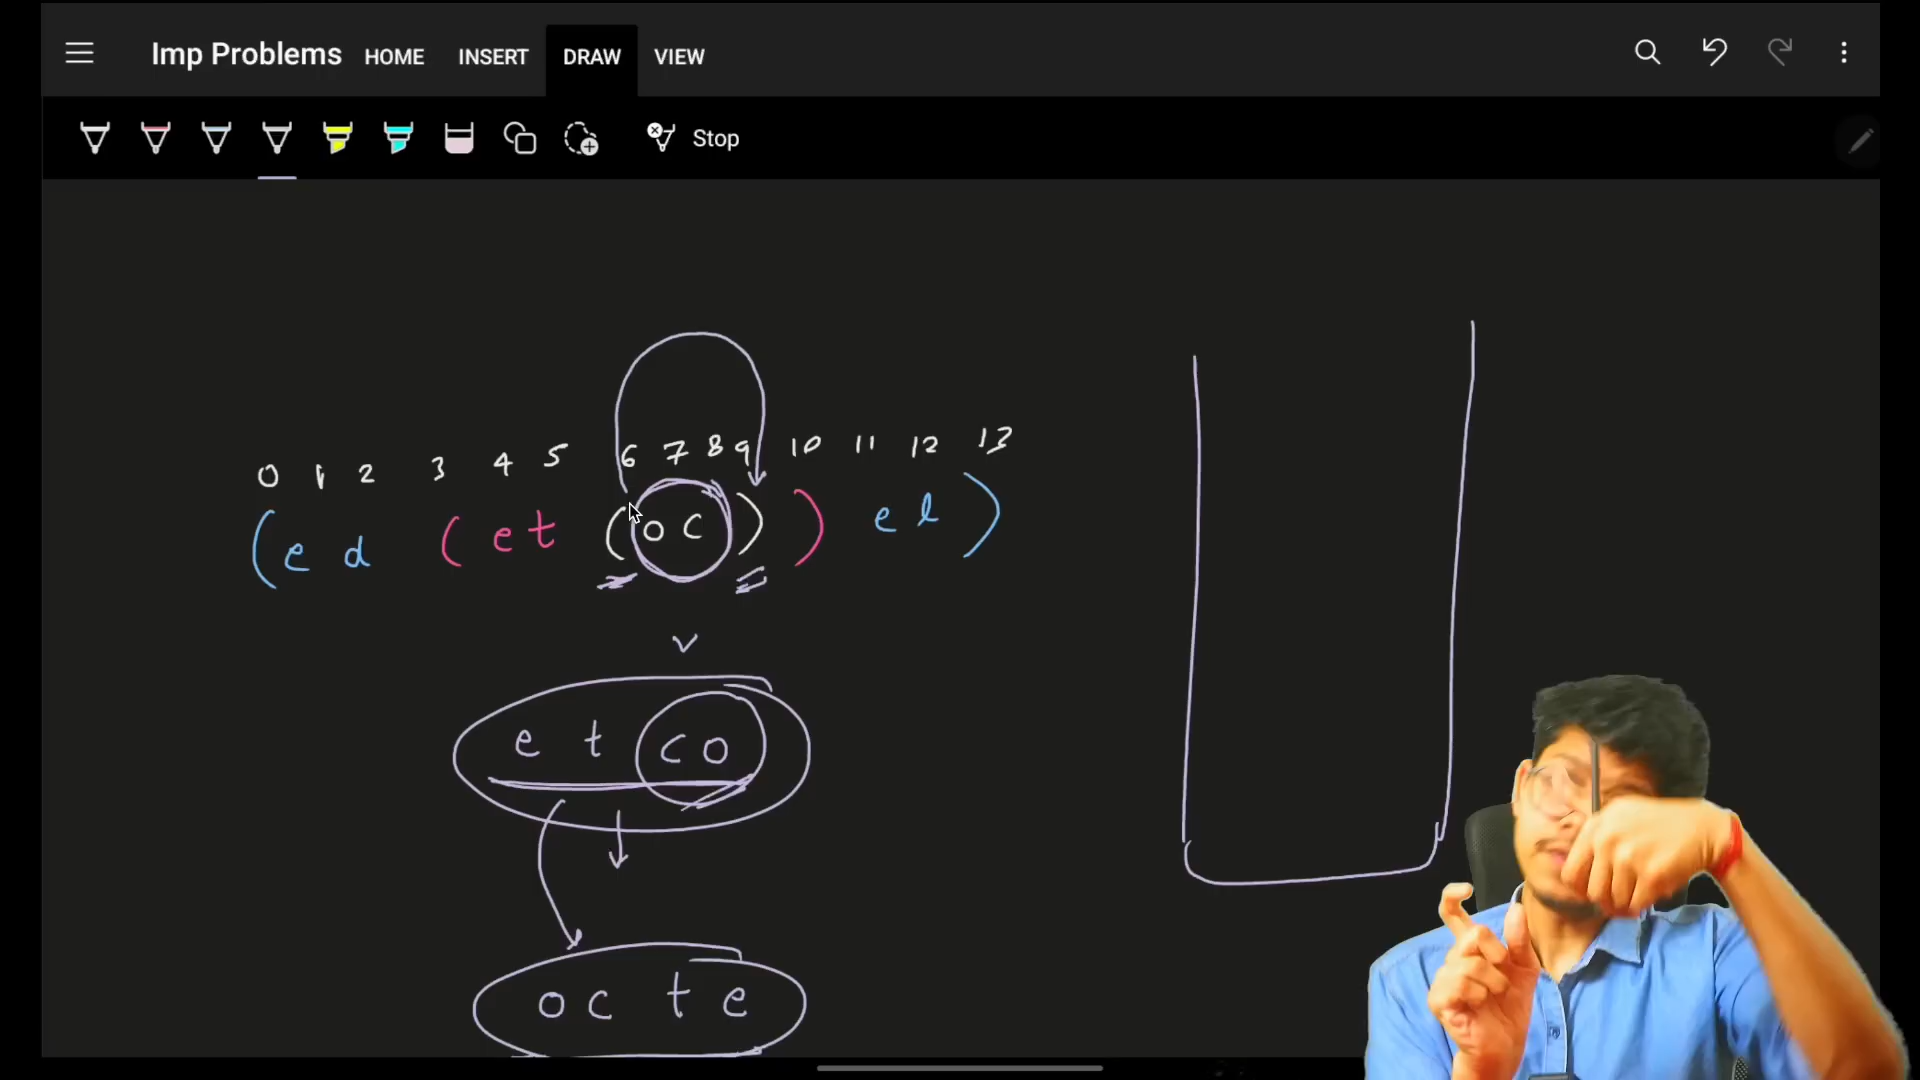 Imp Problems HOME INSERT DRAW VIEW
Stop
0 1 2 3 4 5 6 7 8 9 10 11 12 13
( e d ( et ( o c ) ) e l )
v
e t c o
o c t e